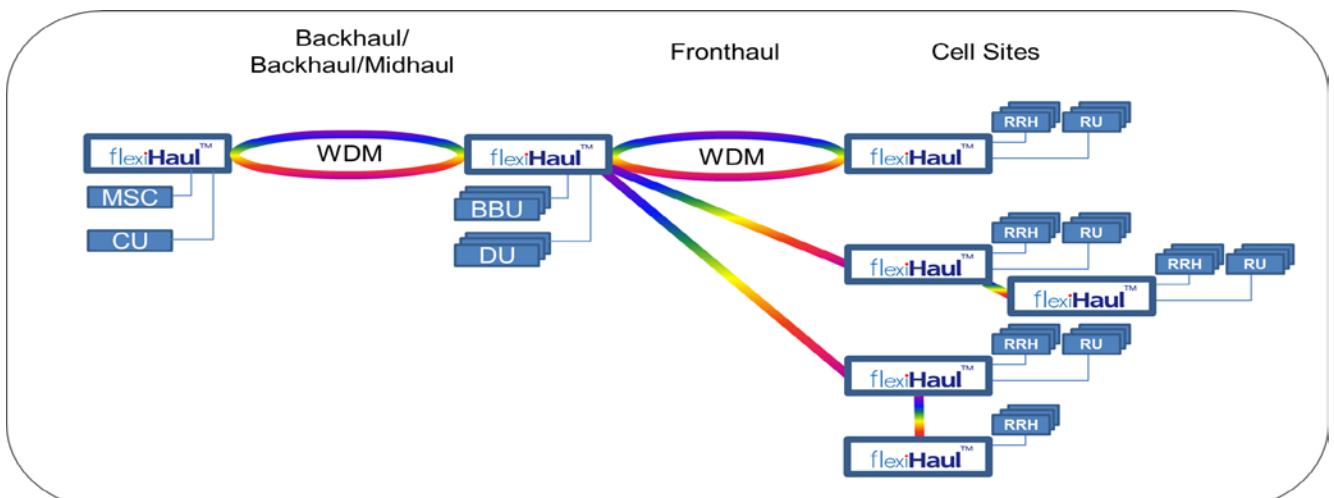 Backhaul/
Backhaul/Midhaul
Fronthaul
Cell Sites
RRH
RU
flexiHaul™
WDM
flexiHaul™
WDM
flexiHaul™
MSC
BBU
CU
DU
RRH
RU
flexiHaul™
RRH
RU
flexiHaul™
RRH
RU
flexiHaul™
RRH
flexiHaul™